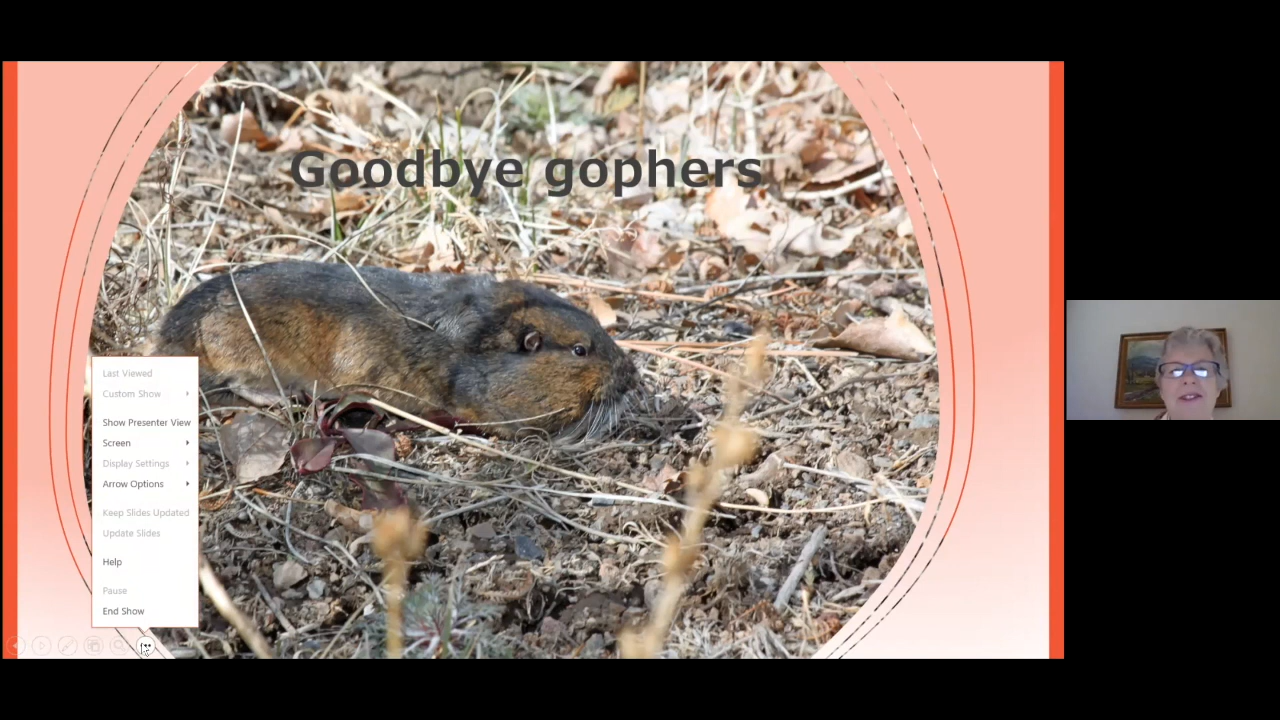 Goodbye gophers
Last Viewed
Custom Show
Show Presenter View
Screen
Display Settings
Arrow Options
Keep Slides Updated
Update Slides
Help
Pause
End Show